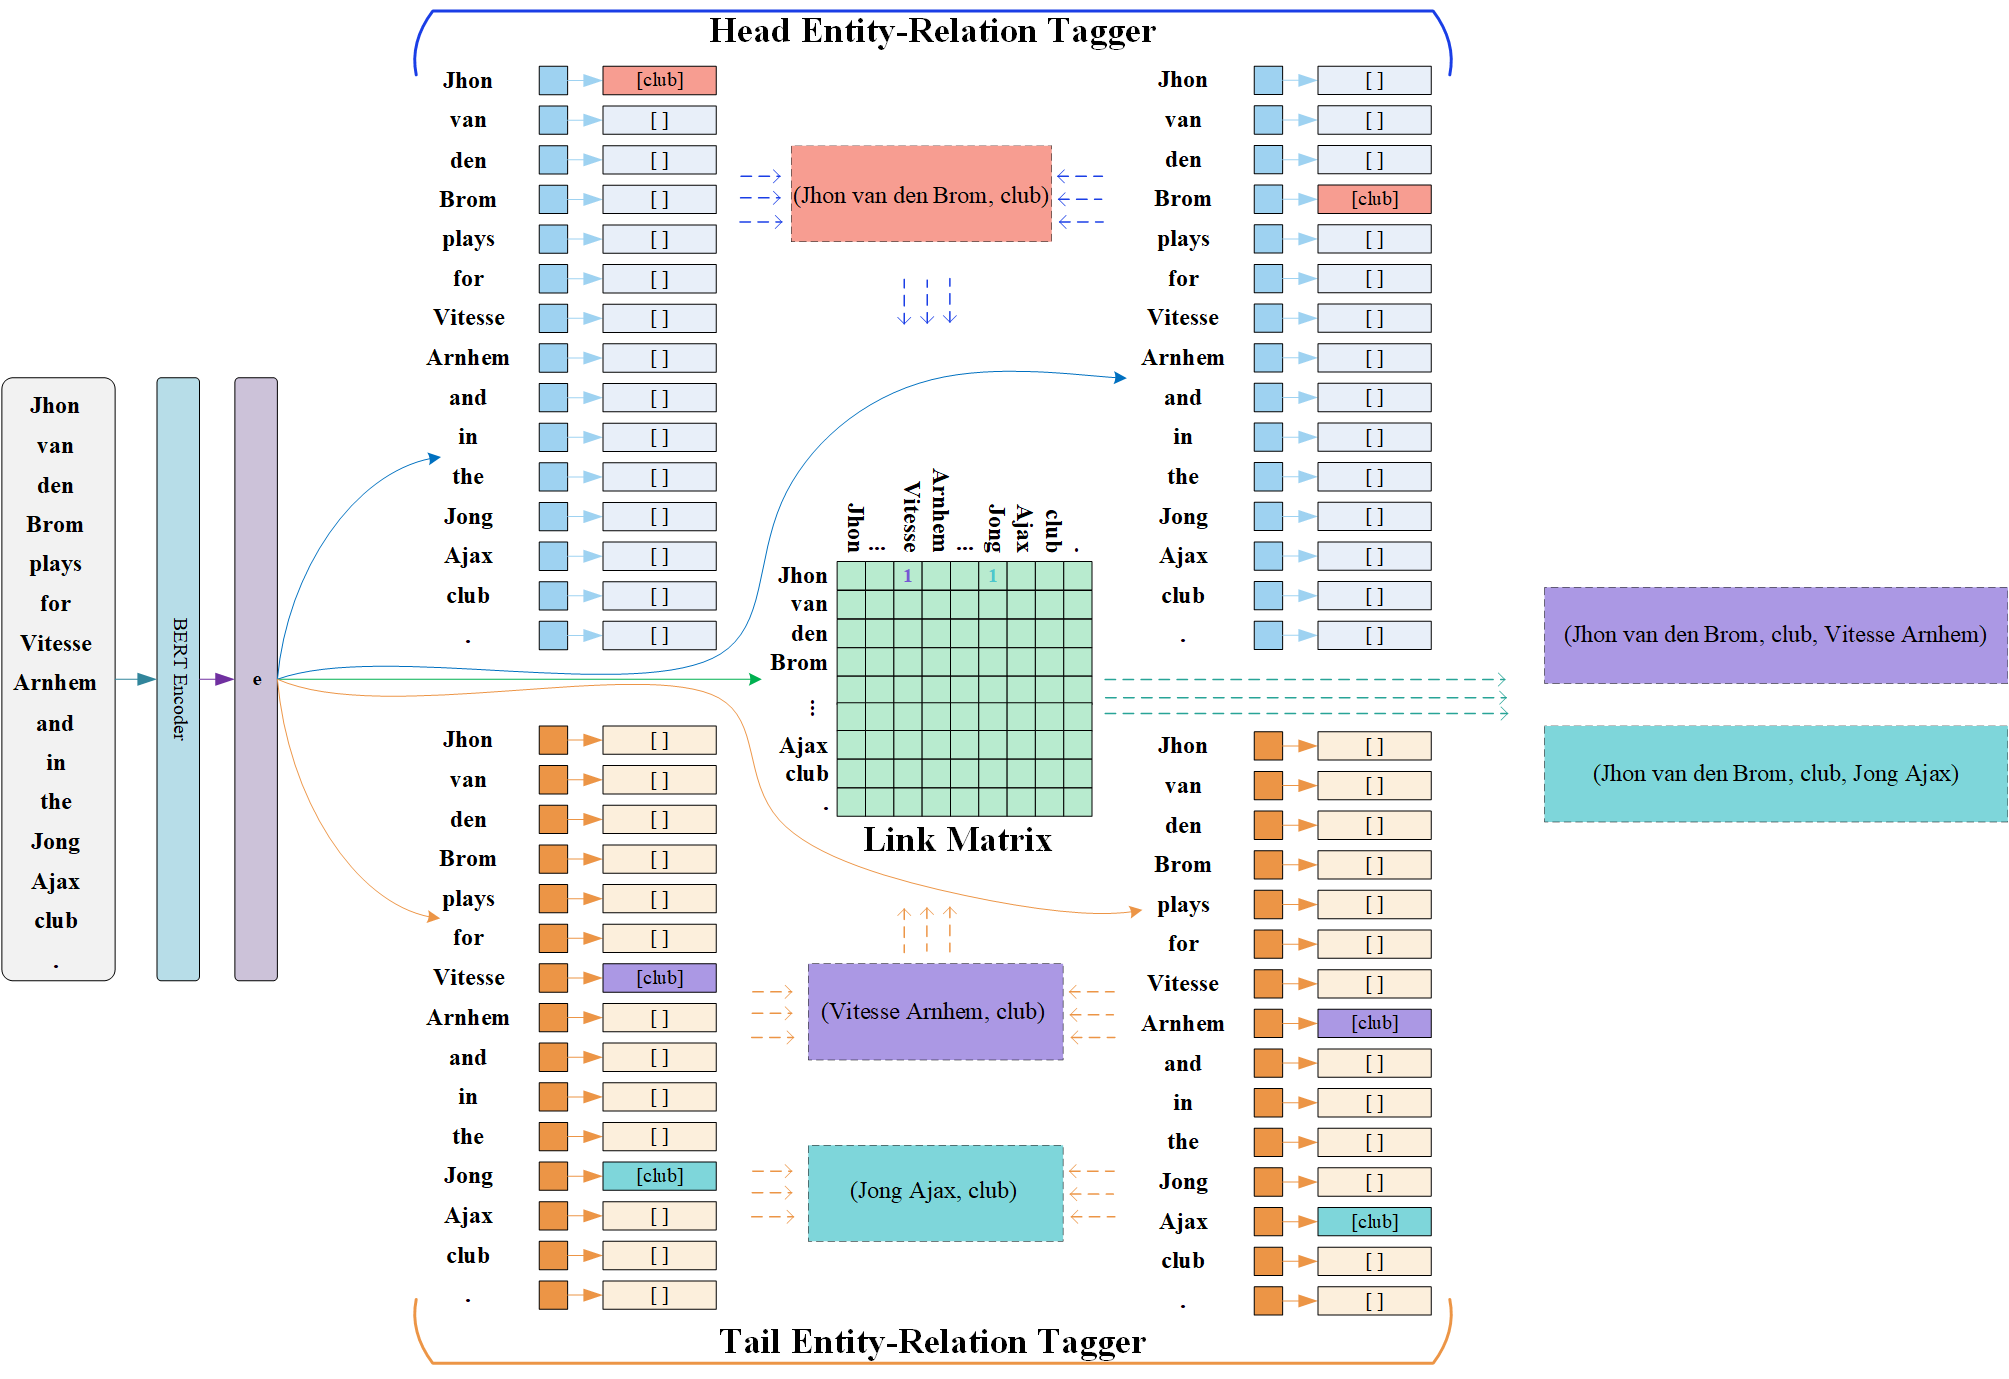 Head Entity-Relation Tagger
Jhon
van
den
Brom
plays
for
Vitesse
Arnhem
and
in
the
Jong
Ajax
club
.
BERT Encoder
e
Jhon [club]
van [ ]
den [ ]
Brom [ ]
plays [ ]
for [ ]
Vitesse [ ]
Arnhem [ ]
and [ ]
in [ ]
the [ ]
Jong [ ]
Ajax [ ]
club [ ]
. [ ]
(Jhon van den Brom, club)
Jhon [ ]
van [ ]
den [ ]
Brom [club]
plays [ ]
for [ ]
Vitesse [ ]
Arnhem [ ]
and [ ]
in [ ]
the [ ]
Jong [ ]
Ajax [ ]
club [ ]
. [ ]
Jhon ... Vitesse Arnhem ... Jong Ajax club .
Jhon 1 1
van
den
Brom
...
Ajax
club
.
Link Matrix
(Jhon van den Brom, club, Vitesse Arnhem)
(Jhon van den Brom, club, Jong Ajax)
Jhon [ ]
van [ ]
den [ ]
Brom [ ]
plays [ ]
for [ ]
Vitesse [club]
Arnhem [ ]
and [ ]
in [ ]
the [ ]
Jong [club]
Ajax [ ]
club [ ]
. [ ]
(Vitesse Arnhem, club)
(Jong Ajax, club)
Jhon [ ]
van [ ]
den [ ]
Brom [ ]
plays [ ]
for [ ]
Vitesse [ ]
Arnhem [club]
and [ ]
in [ ]
the [ ]
Jong [ ]
Ajax [club]
club [ ]
. [ ]
Tail Entity-Relation Tagger